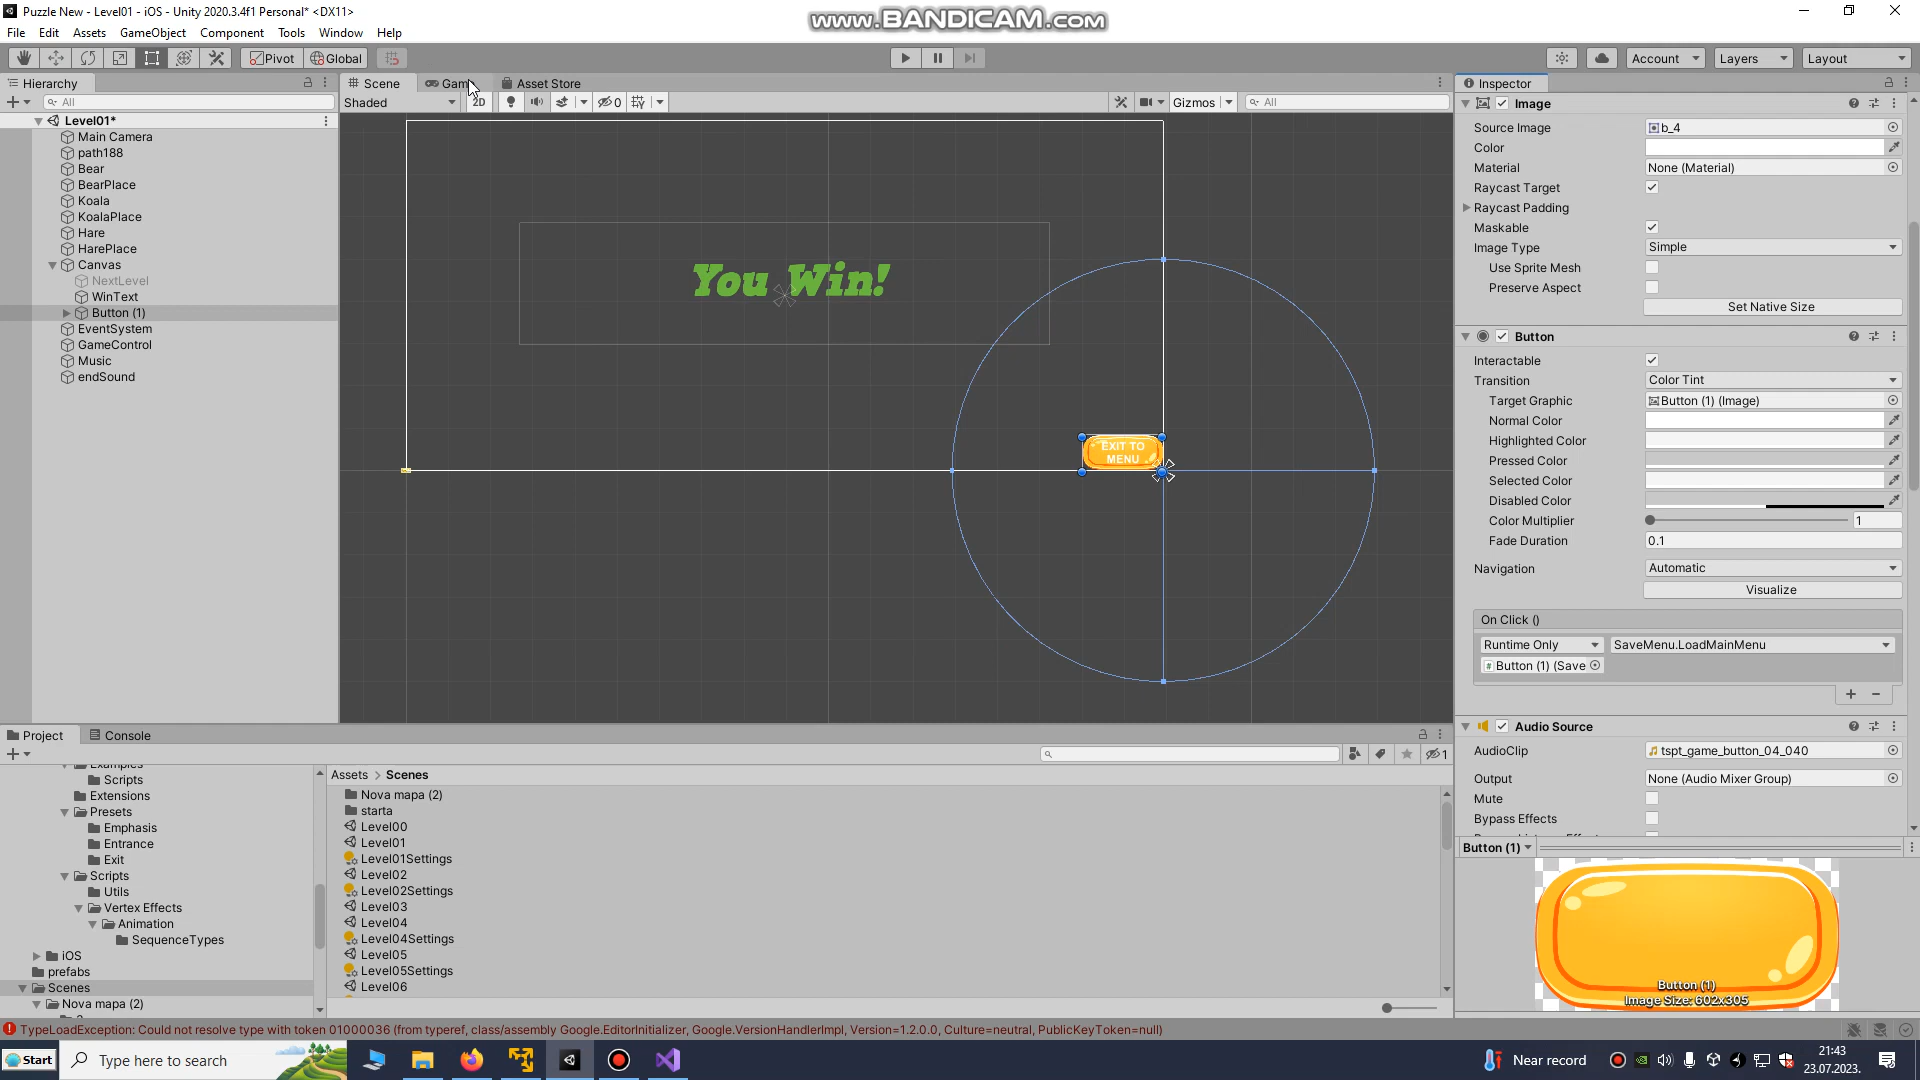 Puzzle New - Level01 - iOS - Unity 2020.3.4f1 Personal* <DX11>
www.BANDICAM.com
File Edit Assets GameObject Component Tools Window Help
Pivot Global Account Layers Layout
Hierarchy
Scene Game Asset Store
Inspector
All
Shaded 2D 0 Gizmos All
Level01*
Main Camera
path188
Bear
BearPlace
Koala
KoalaPlace
Hare
HarePlace
Canvas
NextLevel
WinText
Button (1)
EventSystem
GameControl
Music
endSound
You Win!
EXIT TO
MENU
Image
Source Image b_4
Color
Material None (Material)
Raycast Target
Raycast Padding
Maskable
Image Type Simple
Use Sprite Mesh
Preserve Aspect
Set Native Size
Button
Interactable
Transition Color Tint
Target Graphic Button (1) (Image)
Normal Color
Highlighted Color
Pressed Color
Selected Color
Disabled Color
Color Multiplier 1
Fade Duration 0.1
Navigation Automatic
Visualize
On Click ()
Runtime Only SaveMenu.LoadMainMenu
Button (1) (Save
Audio Source
AudioClip tspt_game_button_04_040
Output None (Audio Mixer Group)
Mute
Bypass Effects
Button (1)
Button (1)
Image Size: 602x305
Project Console
1
Examples
Scripts
Extensions
Presets
Emphasis
Entrance
Exit
Scripts
Utils
Vertex Effects
Animation
SequenceTypes
iOS
prefabs
Scenes
Nova mapa (2)
Assets > Scenes
Nova mapa (2)
starta
Level00
Level01
Level01Settings
Level02
Level02Settings
Level03
Level04
Level04Settings
Level05
Level05Settings
Level06
TypeLoadException: Could not resolve type with token 01000036 (from typeref, class/assembly Google.EditorInitializer, Google.VersionHandlerImpl, Version=1.2.0.0, Culture=neutral, PublicKeyToken=null)
Start Type here to search
Near record
21:43
23.07.2023.